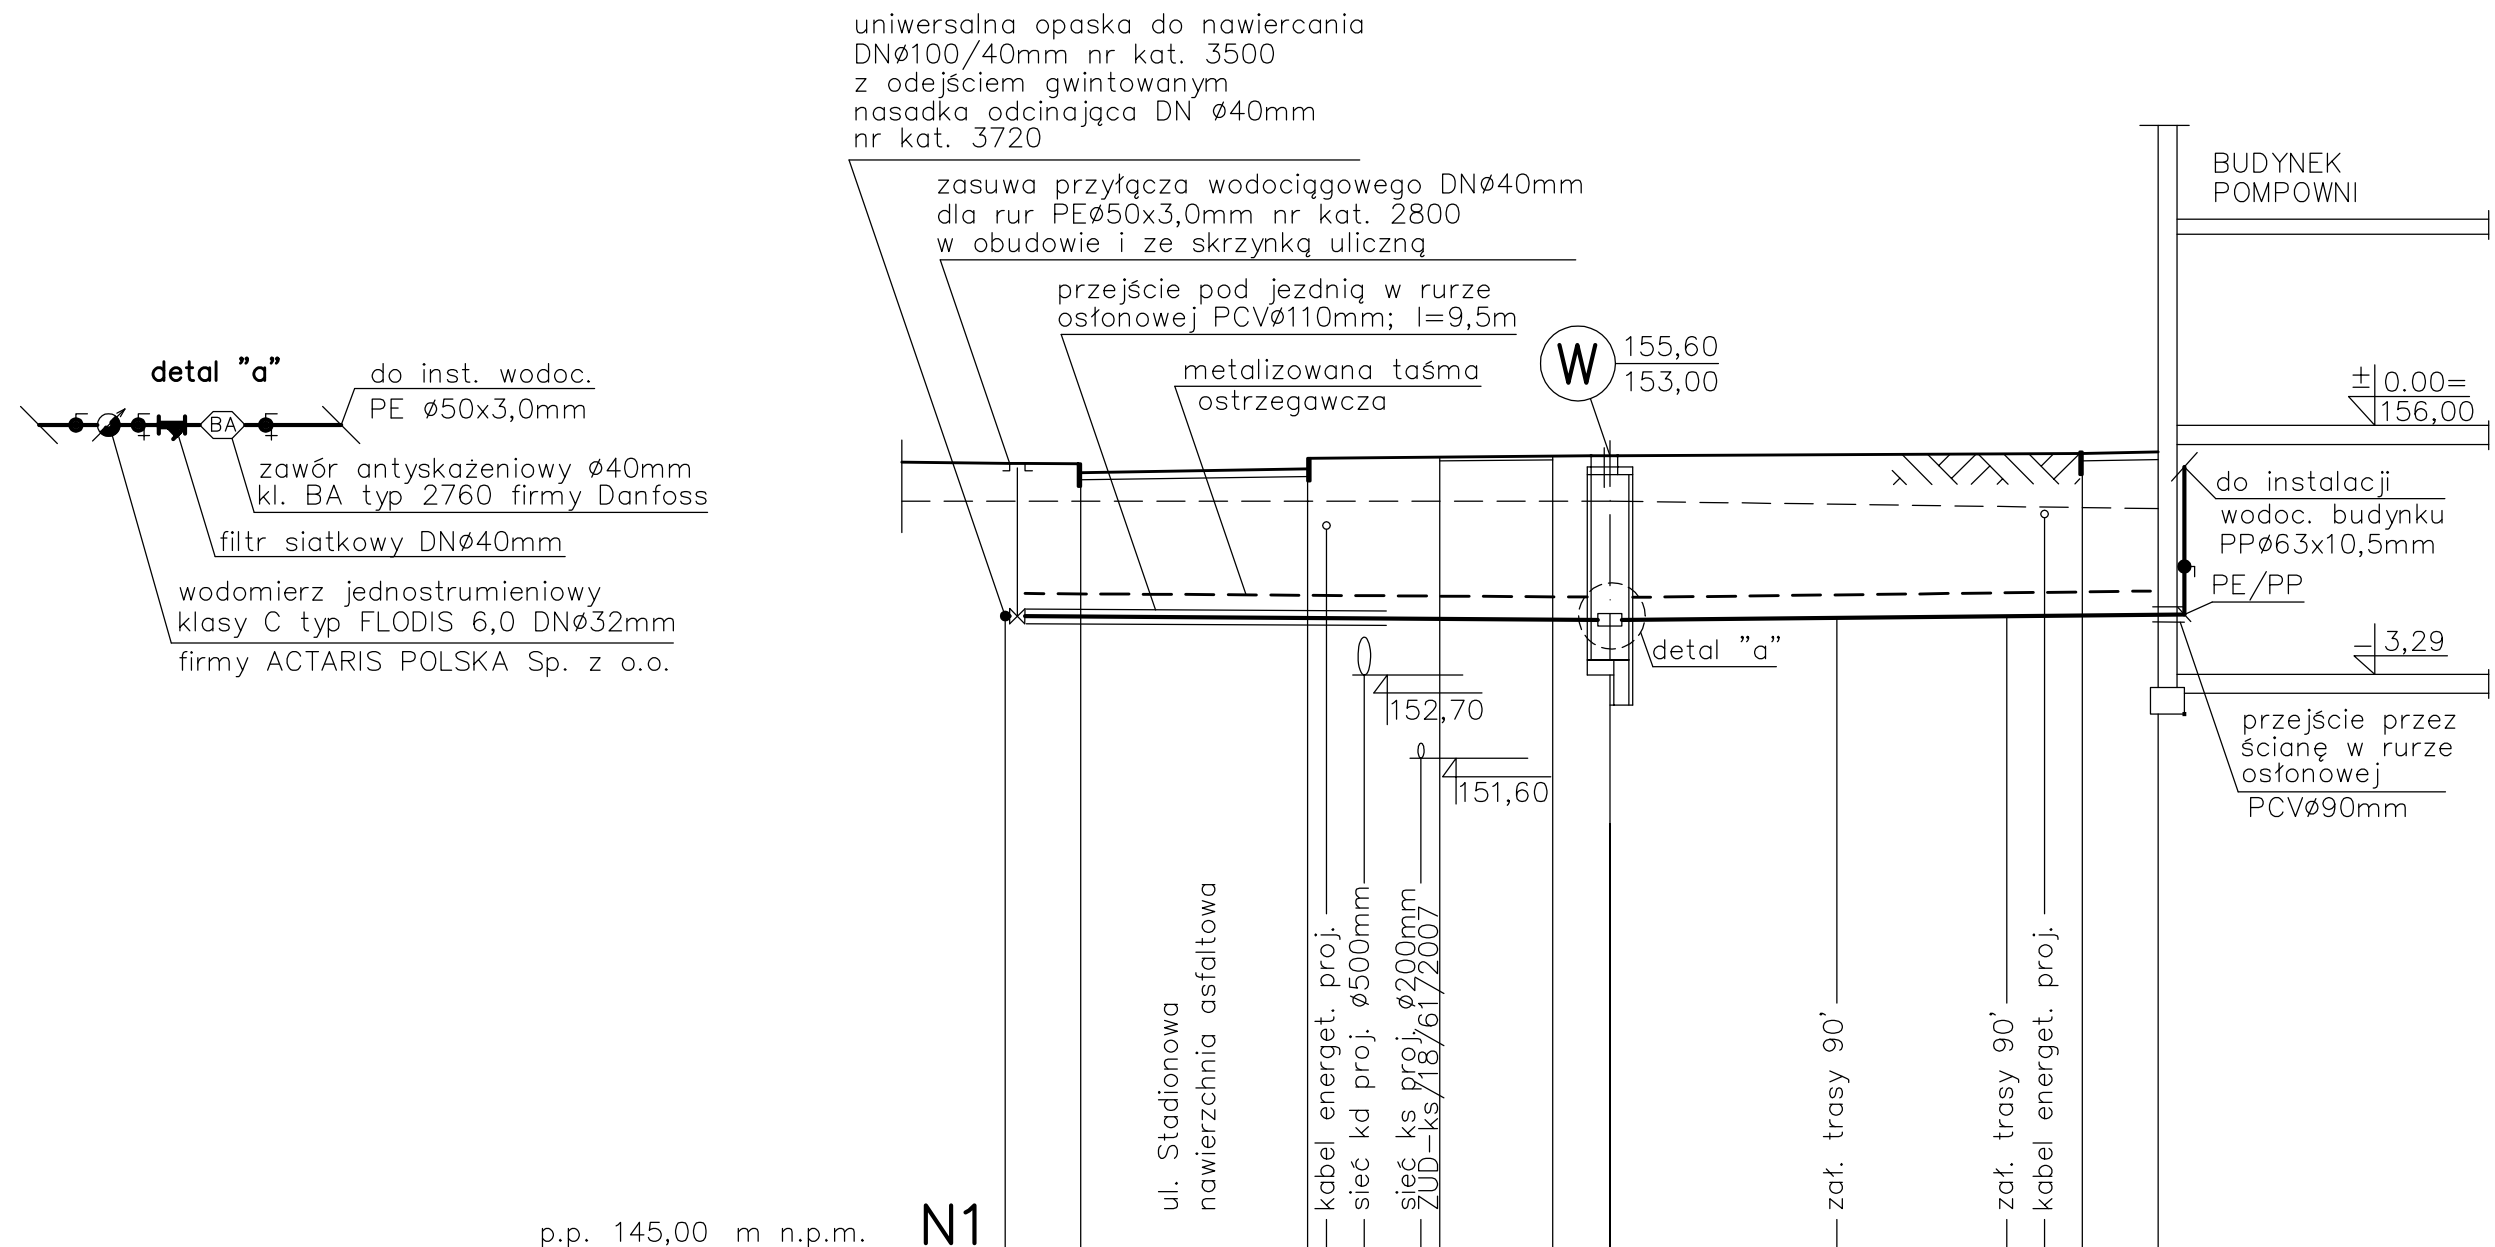 uniwersalna opaska do nawiercania
DNø100/40mm nr kat. 3500
z odejściem gwintowanym
nasadka odcinająca DN ø40mm
nr kat. 3720
zasuwa przyłącza wodociągowego DNø40mm
dla rur PEø50x3,0mm nr kat. 2800
w obudowie i ze skrzynką uliczną
przejście pod jezdnią w rurze
osłonowej PCVø110mm; l=9,5m
metalizowana taśma
ostrzegawcza
W
155,60
153,00
BUDYNEK
POMPOWNI
± 0.00=
156,00
detal "a"
do inst. wodoc.
PE ø50x3,0mm
BA
zawór antyskażeniowy ø40mm
kl. BA typ 2760 firmy Danfoss
filtr siatkowy DNø40mm
wodomierz jednostrumieniowy
klasy C typ FLODIS 6,0 DNø32mm
firmy ACTARIS POLSKA Sp. z o.o.
do instalacji
wodoc. budynku
PPø63x10,5mm
PE/PP
detal "a"
– 3,29
152,70
151,60
przejście przez
ścianę w rurze
osłonowej
PCVø90mm
ul. Stadionowa
nawierzchnia asfaltowa
kabel energet. proj.
sieć kd proj. ø500mm
sieć ks proj. ø200mm
ZUD-ks/18/617/2007
zał. trasy 90'
zał. trasy 90'
kabel energet. proj.
p.p. 145,00 m n.p.m.
N1